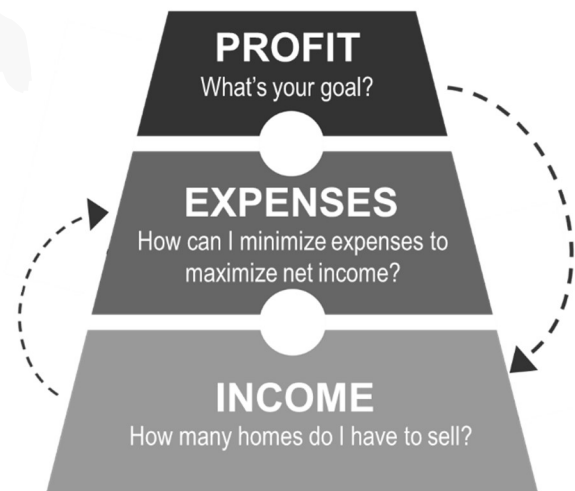 PROFIT
What's your goal?
EXPENSES
How can I minimize expenses to
maximize net income?
INCOME
How many homes do I have to sell?